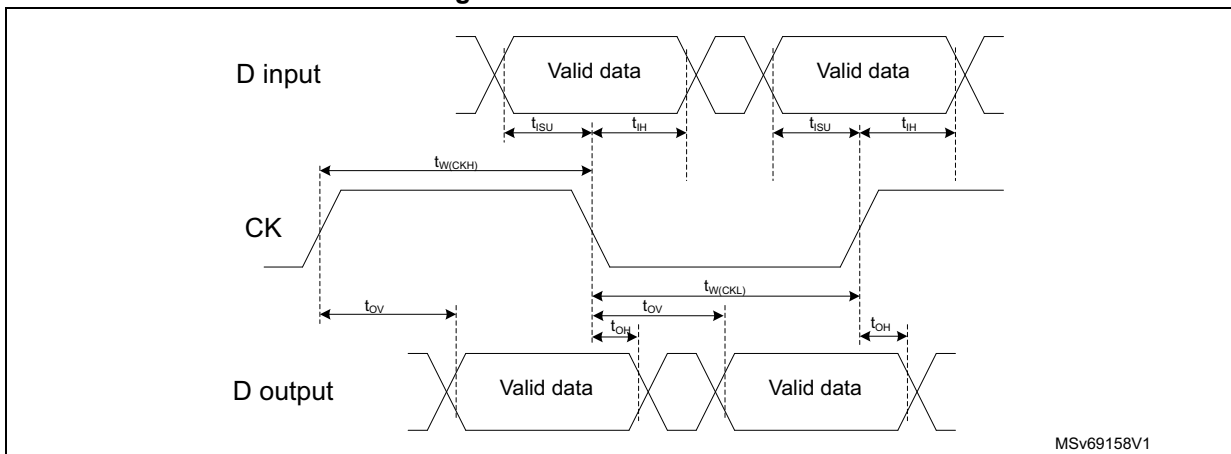 D input
Valid data
Valid data
tISU
tIH
tISU
tIH
tW(CKH)
CK
tW(CKL)
tOV
tOV
tOH
tOH
D output
Valid data
Valid data
MSv69158V1